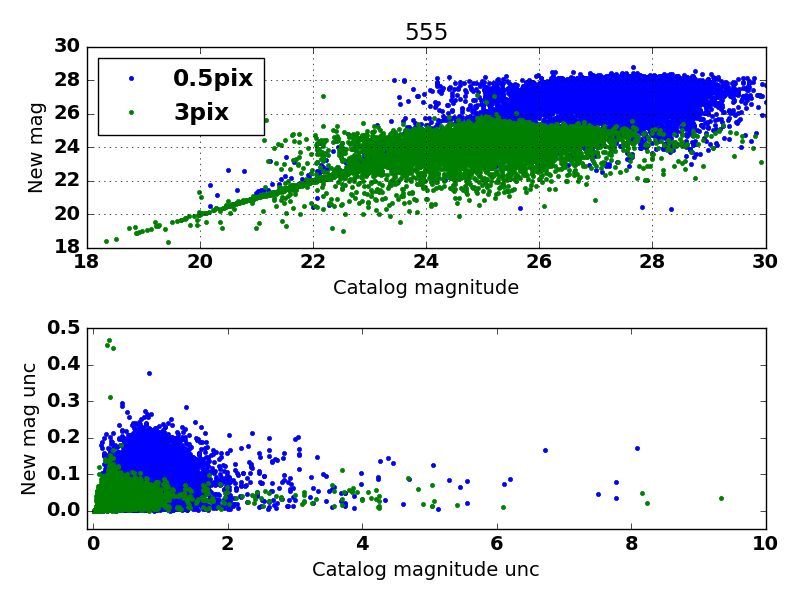 555
30
28
26
24
22
20
18
New mag
0.5pix
3pix
18 20 22 24 26 28 30
Catalog magnitude
0.5
0.4
0.3
0.2
0.1
0.0
New mag unc
0 2 4 6 8 10
Catalog magnitude unc